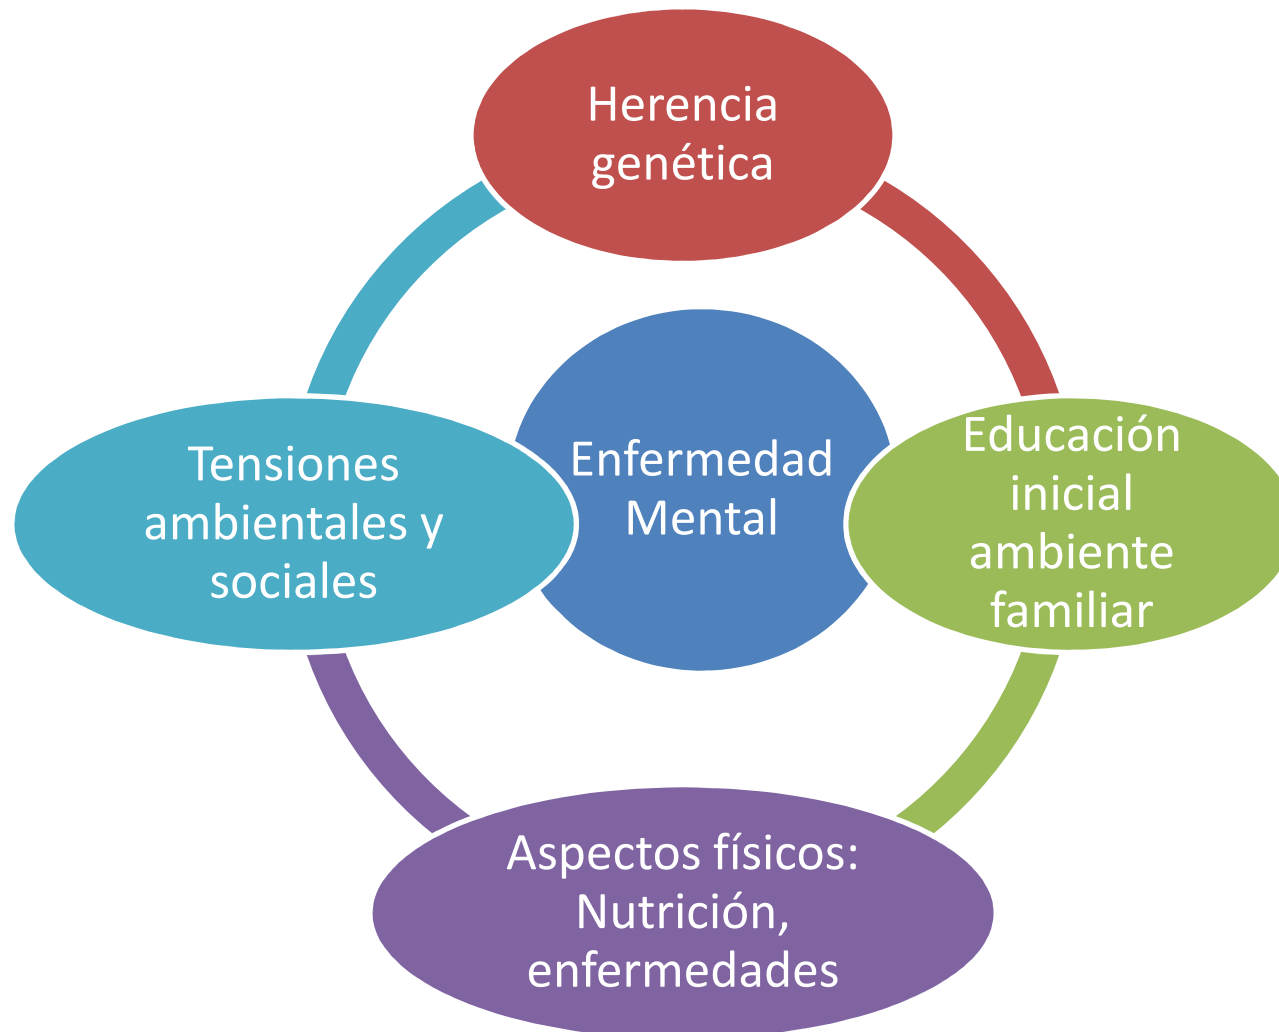 Herencia
genética
Enfermedad
Mental
Tensiones
ambientales y
sociales
Educación
inicial
ambiente
familiar
Aspectos físicos:
Nutrición,
enfermedades